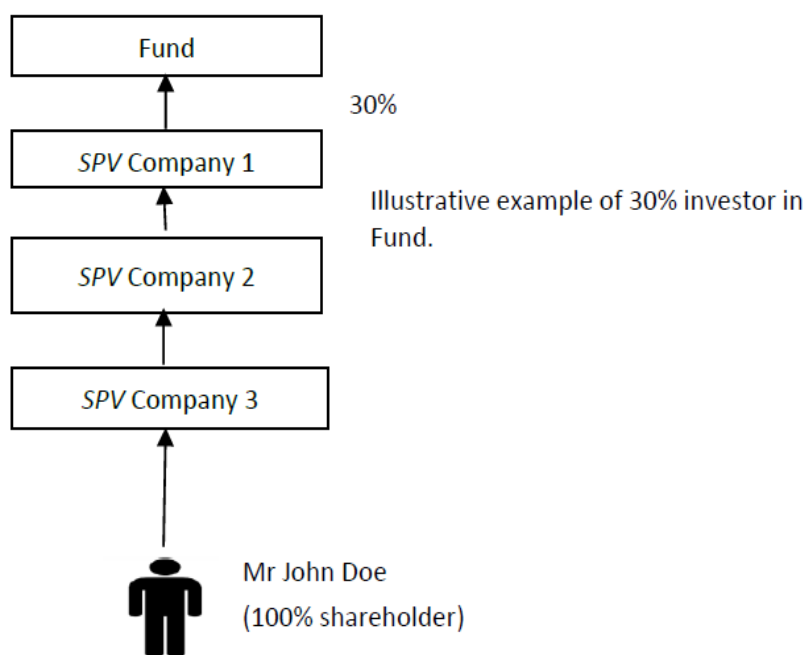 Fund
30%
SPV Company 1
Illustrative example of 30% investor in
Fund.
SPV Company 2
SPV Company 3
Mr John Doe
(100% shareholder)